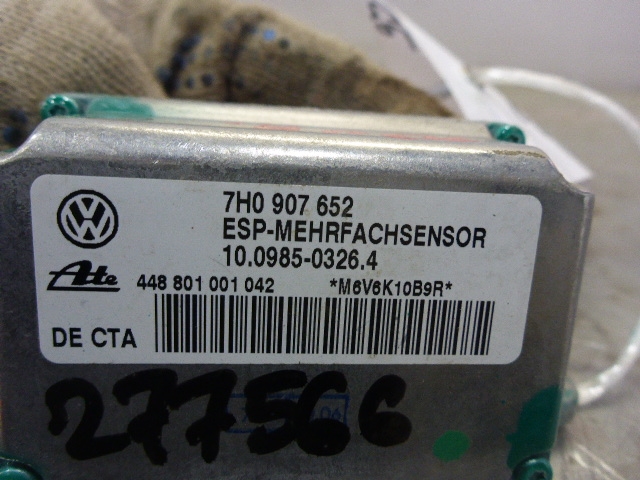 7H0 907 652
ESP-MEHRFACHSENSOR
10.0985-0326.4
Ate
448 801 001 042 *M6V6K10B9R*
DE CTA
277566